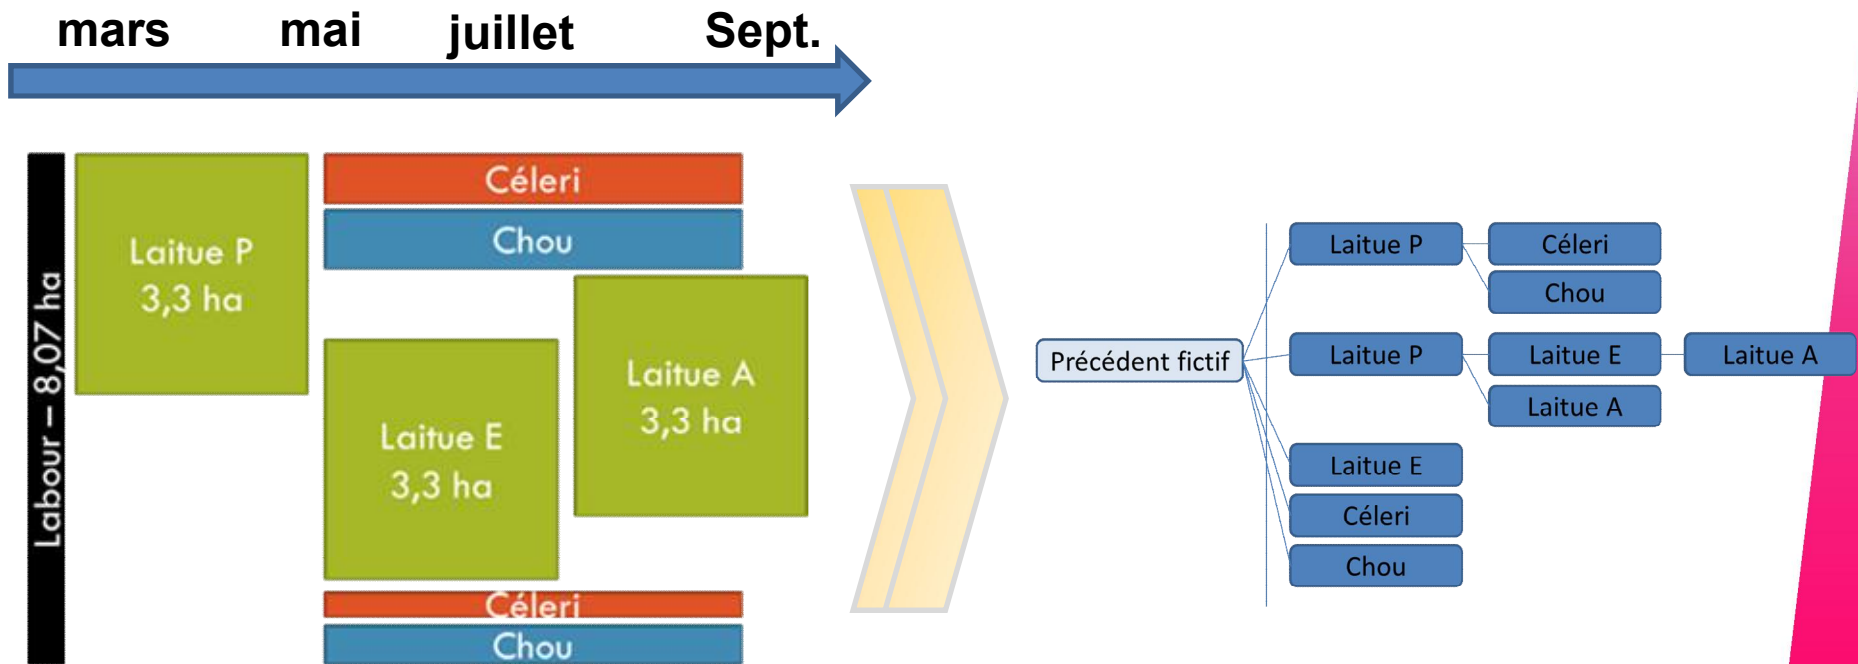 mars mai juillet Sept.
Labour – 8,07 ha
Laitue P
3,3 ha
Céleri
Chou
Laitue E
3,3 ha
Laitue A
3,3 ha
Céleri
Chou
Précédent fictif
Laitue P
Céleri
Chou
Laitue P
Laitue E
Laitue A
Laitue A
Laitue E
Céleri
Chou